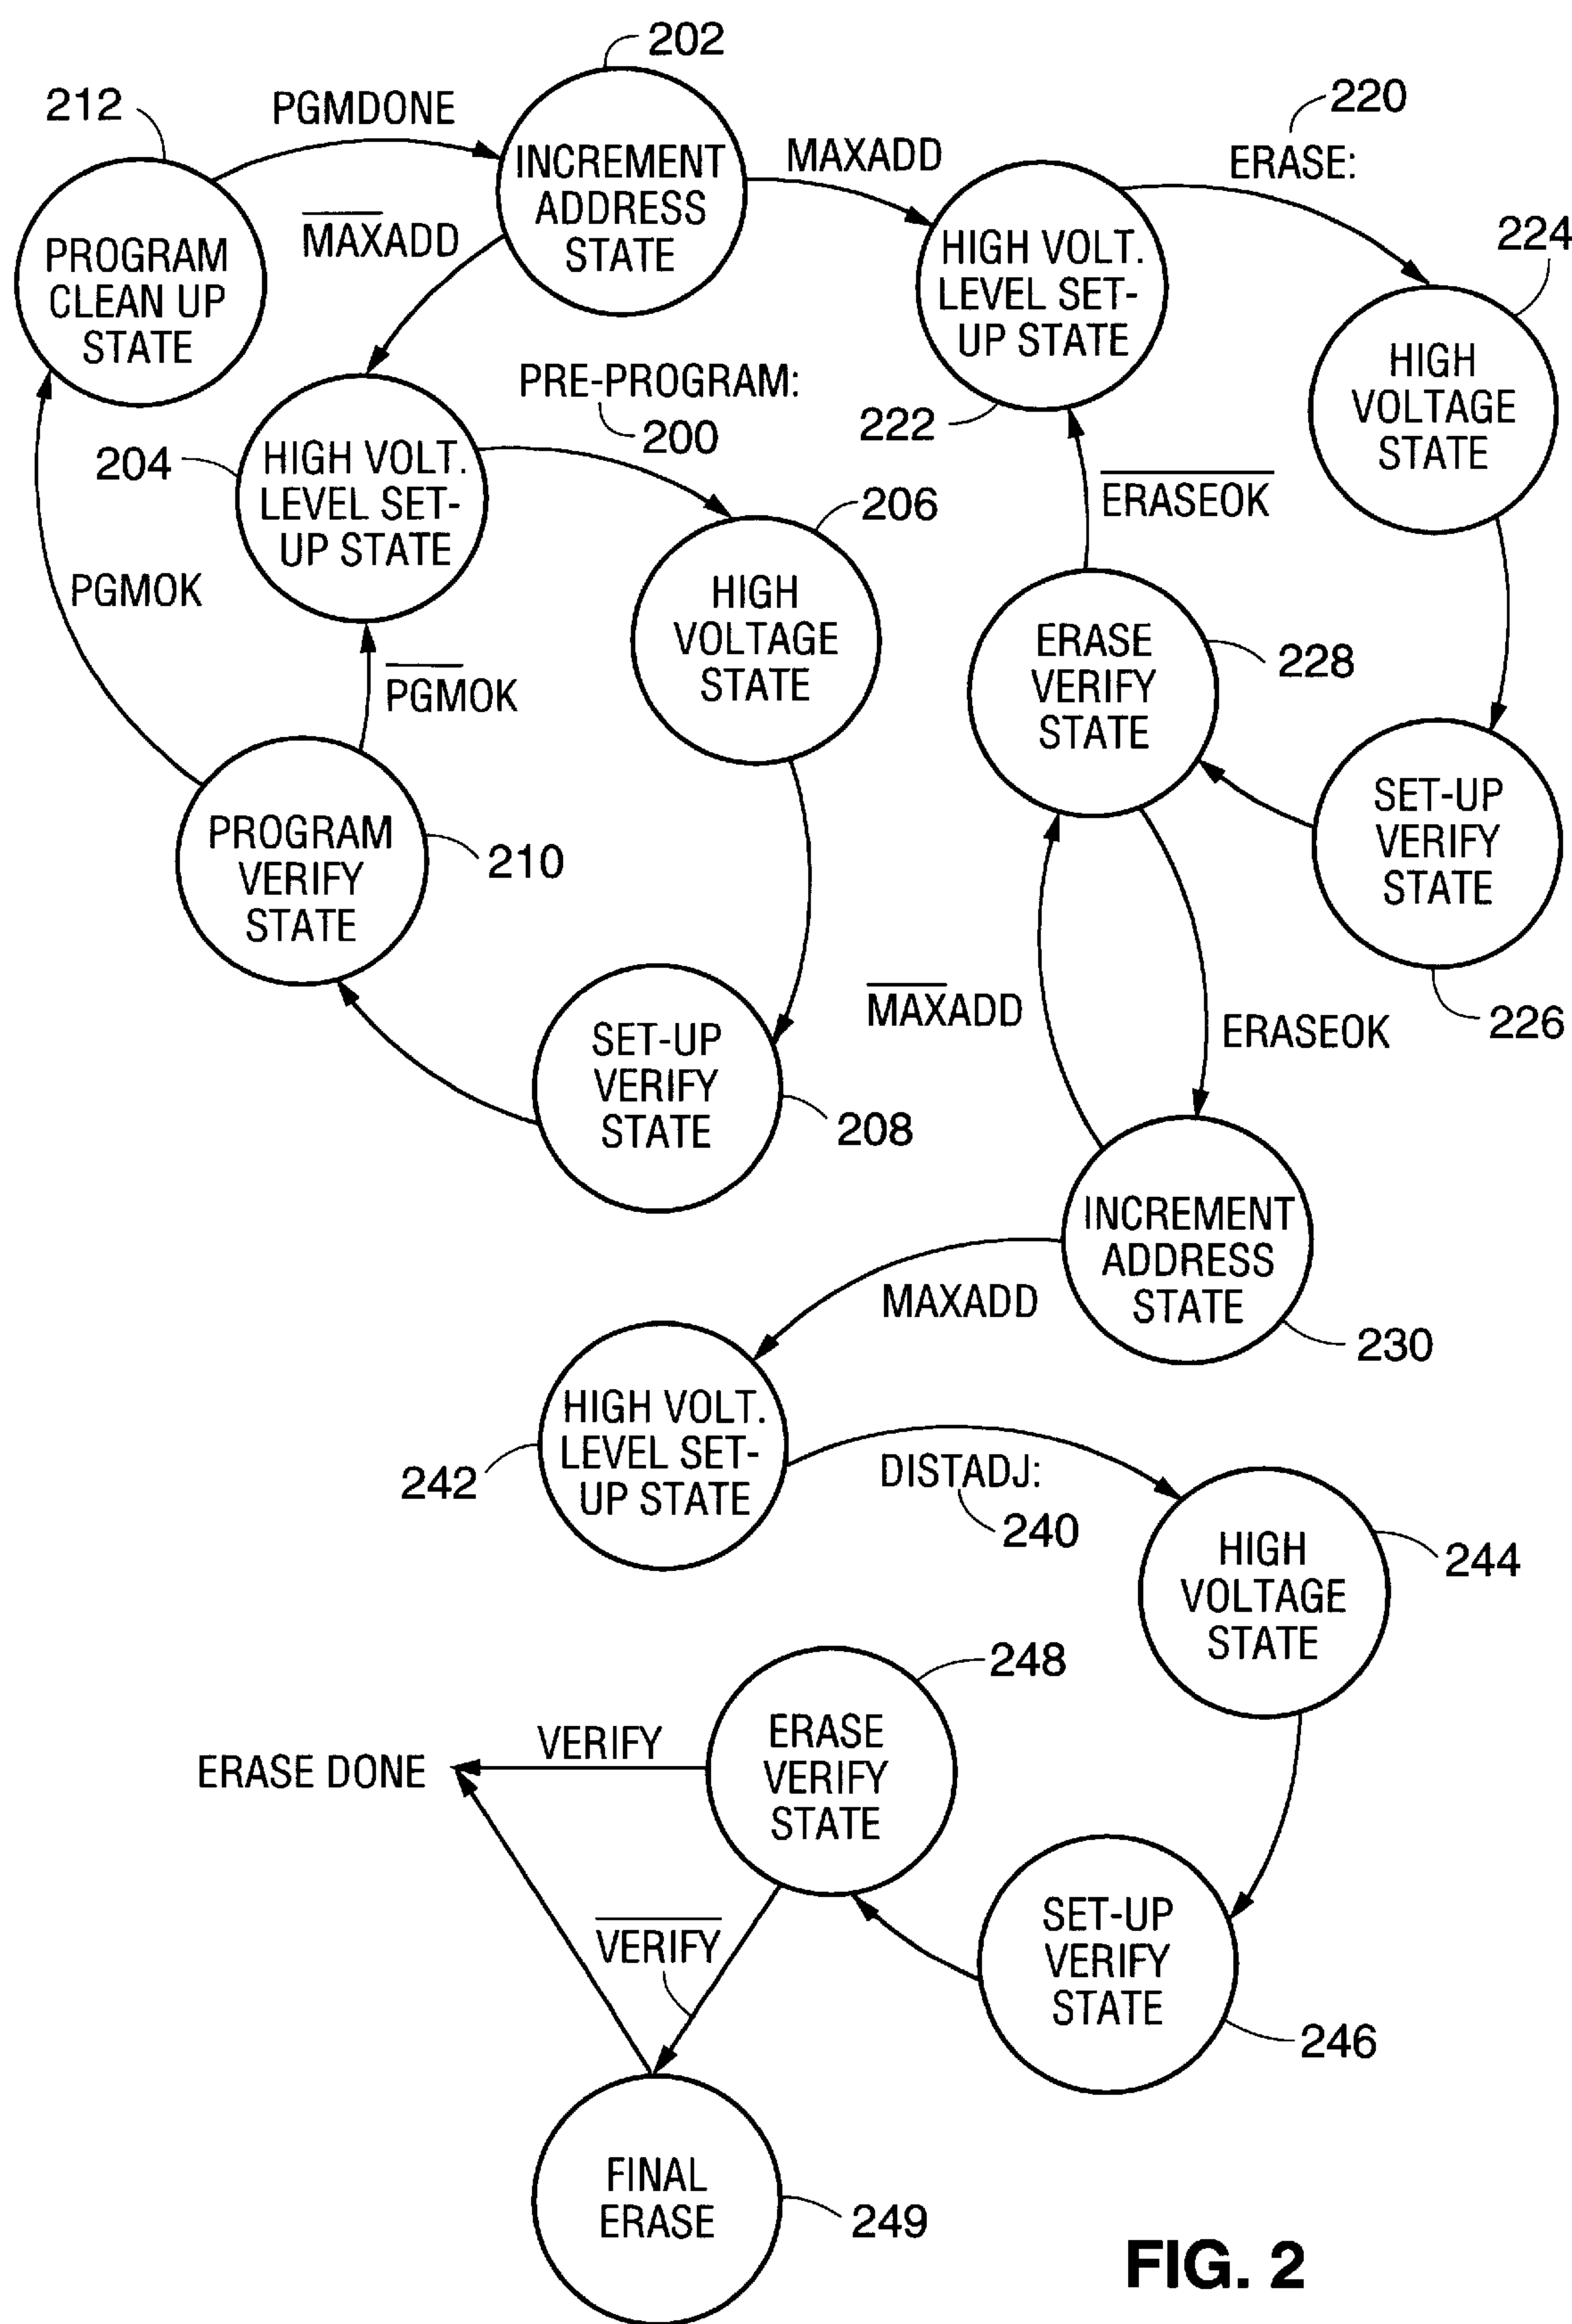 202
212
PGMDONE
220
INCREMENT
ADDRESS
STATE
MAXADD
ERASE:
MAXADD
PROGRAM
CLEAN UP
STATE
HIGH VOLT.
LEVEL SET-
UP STATE
224
HIGH
VOLTAGE
STATE
PRE-PROGRAM:
200
222
204
HIGH VOLT.
LEVEL SET-
UP STATE
ERASEOK
206
PGMOK
HIGH
VOLTAGE
STATE
ERASE
VERIFY
STATE
228
PGMOK
PROGRAM
VERIFY
STATE
210
SET-UP
VERIFY
STATE
MAXADD
ERASEOK
226
SET-UP
VERIFY
STATE
208
INCREMENT
ADDRESS
STATE
MAXADD
230
HIGH VOLT.
LEVEL SET-
UP STATE
242
DISTADJ:
240
HIGH
VOLTAGE
STATE
244
248
ERASE
VERIFY
STATE
VERIFY
ERASE DONE
VERIFY
SET-UP
VERIFY
STATE
246
FINAL
ERASE
249
FIG. 2